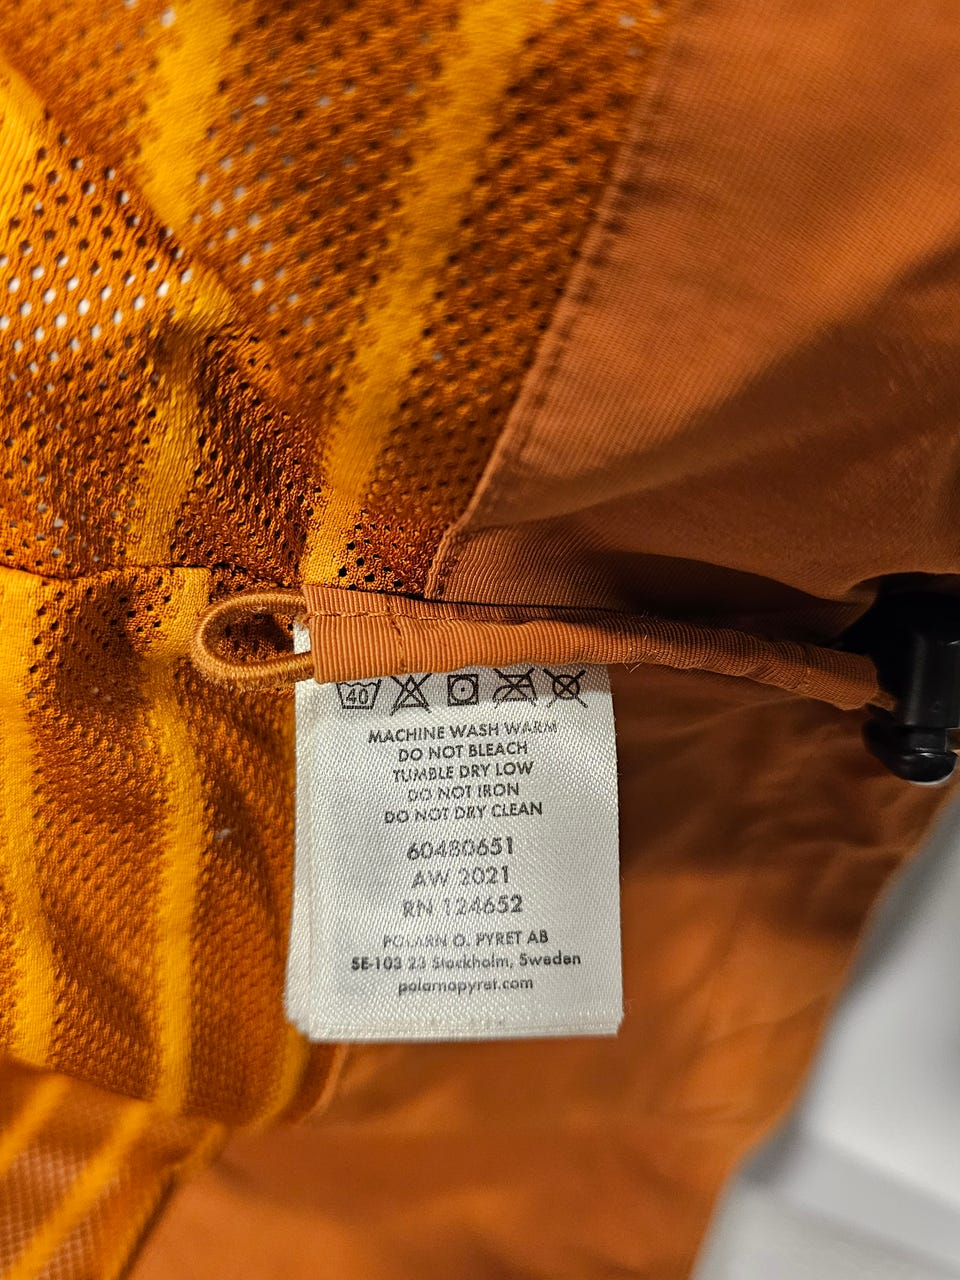 40
MACHINE WASH WARM
DO NOT BLEACH
TUMBLE DRY LOW
DO NOT IRON
DO NOT DRY CLEAN
60480651
AW 2021
RN 124652
POLARN O. PYRET AB
SE-103 23 Stockholm, Sweden
polarnopyret.com